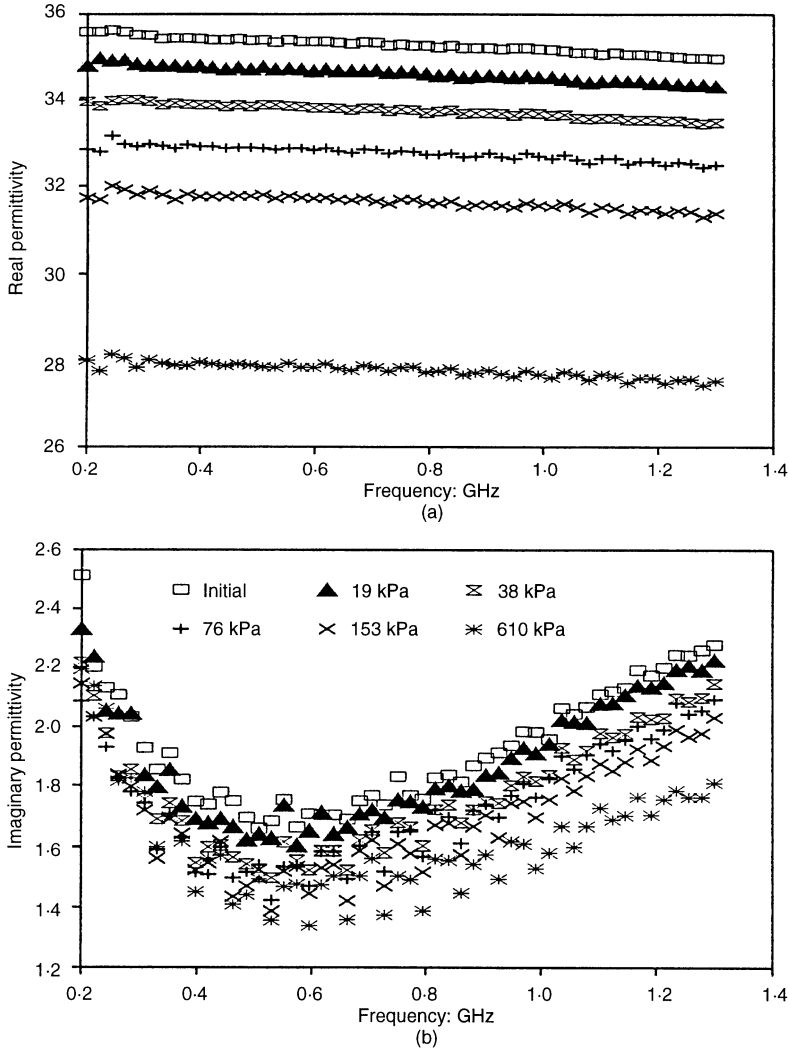 36
34
32
30
28
26
Real permittivity
0·2 0·4 0·6 0·8 1·0 1·2 1·4
Frequency: GHz
(a)
2·6
2·4
2·2
2·0
1·8
1·6
1·4
1·2
Imaginary permittivity
Initial 19 kPa 38 kPa
76 kPa 153 kPa 610 kPa
0·2 0·4 0·6 0·8 1·0 1·2 1·4
Frequency: GHz
(b)